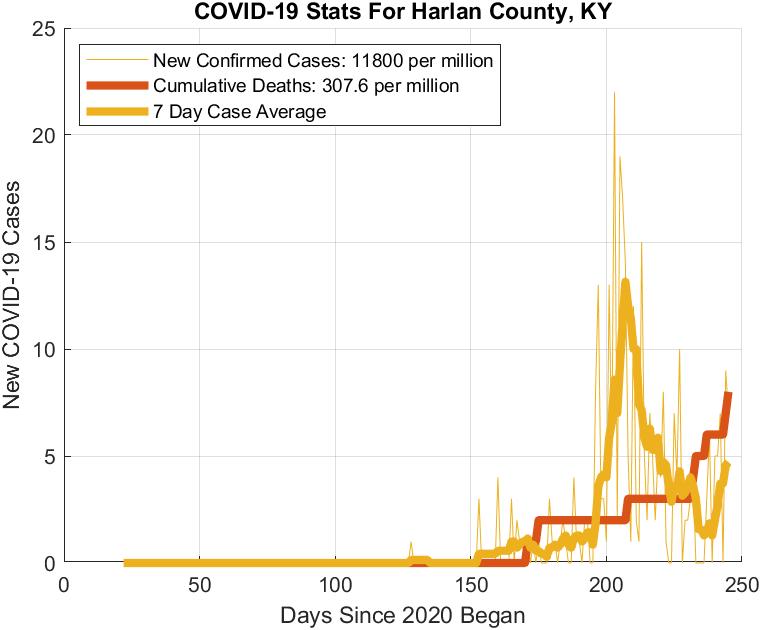 COVID-19 Stats For Harlan County, KY
New Confirmed Cases: 11800 per million
Cumulative Deaths: 307.6 per million
7 Day Case Average
New COVID-19 Cases
25
20
15
10
5
0
0 50 100 150 200 250
Days Since 2020 Began